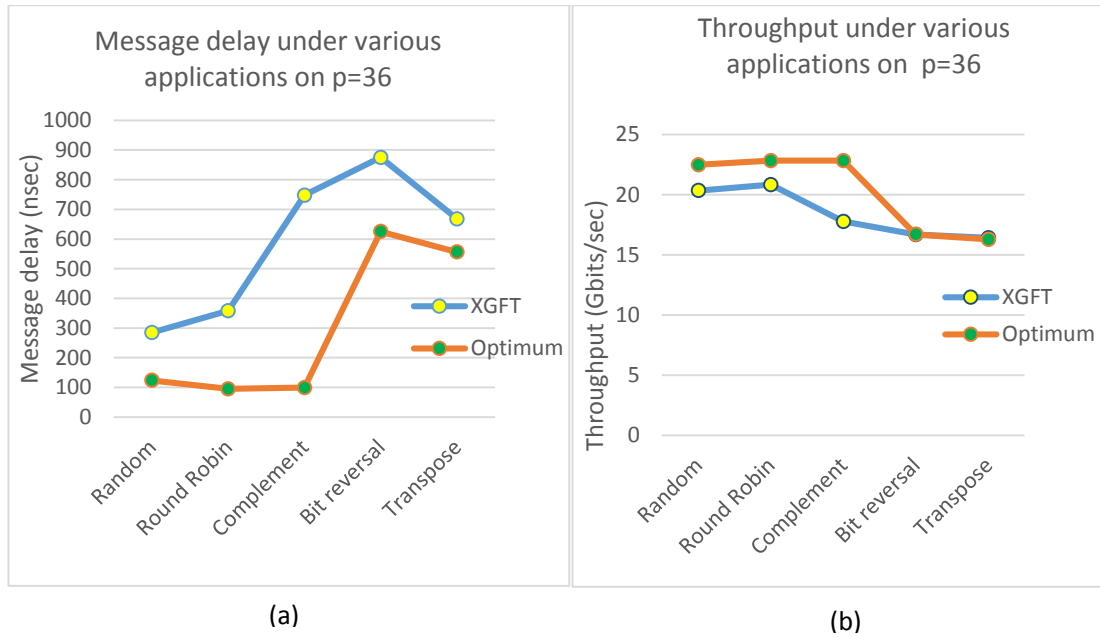 Message delay under various
applications on p=36
Message delay (nsec)
1000
900
800
700
600
500
400
300
200
100
0
XGFT
Optimum
Random
Round Robin
Complement
Bit reversal
Transpose
(a)
Throughput under various
applications on p=36
Throughput (Gbits/sec)
25
20
15
10
5
0
XGFT
Optimum
Random
Round Robin
Complement
Bit reversal
Transpose
(b)